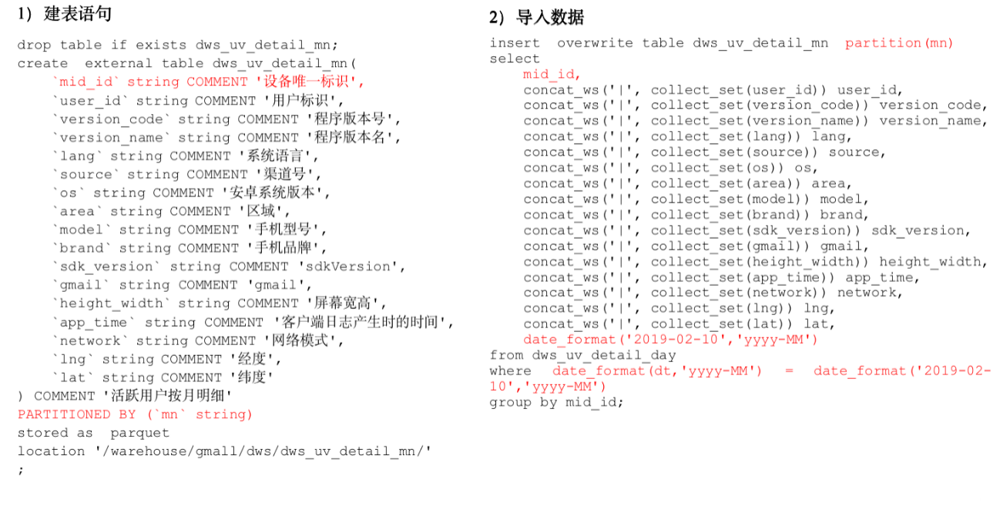 1）建表语句
drop table if exists dws_uv_detail_mn;
create  external table dws_uv_detail_mn(
    `mid_id` string COMMENT '设备唯一标识',
    `user_id` string COMMENT '用户标识',
    `version_code` string COMMENT '程序版本号',
    `version_name` string COMMENT '程序版本名',
    `lang` string COMMENT '系统语言',
    `source` string COMMENT '渠道号',
    `os` string COMMENT '安卓系统版本',
    `area` string COMMENT '区域',
    `model` string COMMENT '手机型号',
    `brand` string COMMENT '手机品牌',
    `sdk_version` string COMMENT 'sdkVersion',
    `gmail` string COMMENT 'gmail',
    `height_width` string COMMENT '屏幕宽高',
    `app_time` string COMMENT '客户端日志产生时的时间',
    `network` string COMMENT '网络模式',
    `lng` string COMMENT '经度',
    `lat` string COMMENT '纬度'
) COMMENT '活跃用户按月明细'
PARTITIONED BY (`mn` string)
stored as  parquet
location '/warehouse/gmall/dws/dws_uv_detail_mn/'
;
2）导入数据
insert  overwrite table dws_uv_detail_mn  partition(mn)
select
    mid_id,
    concat_ws('|', collect_set(user_id)) user_id,
    concat_ws('|', collect_set(version_code)) version_code,
    concat_ws('|', collect_set(version_name)) version_name,
    concat_ws('|', collect_set(lang)) lang,
    concat_ws('|', collect_set(source)) source,
    concat_ws('|', collect_set(os)) os,
    concat_ws('|', collect_set(area)) area,
    concat_ws('|', collect_set(model)) model,
    concat_ws('|', collect_set(brand)) brand,
    concat_ws('|', collect_set(sdk_version)) sdk_version,
    concat_ws('|', collect_set(gmail)) gmail,
    concat_ws('|', collect_set(height_width)) height_width,
    concat_ws('|', collect_set(app_time)) app_time,
    concat_ws('|', collect_set(network)) network,
    concat_ws('|', collect_set(lng)) lng,
    concat_ws('|', collect_set(lat)) lat,
    date_format('2019-02-10','yyyy-MM')
from dws_uv_detail_day
where  date_format(dt,'yyyy-MM')  =  date_format('2019-02-
10','yyyy-MM')
group by mid_id;